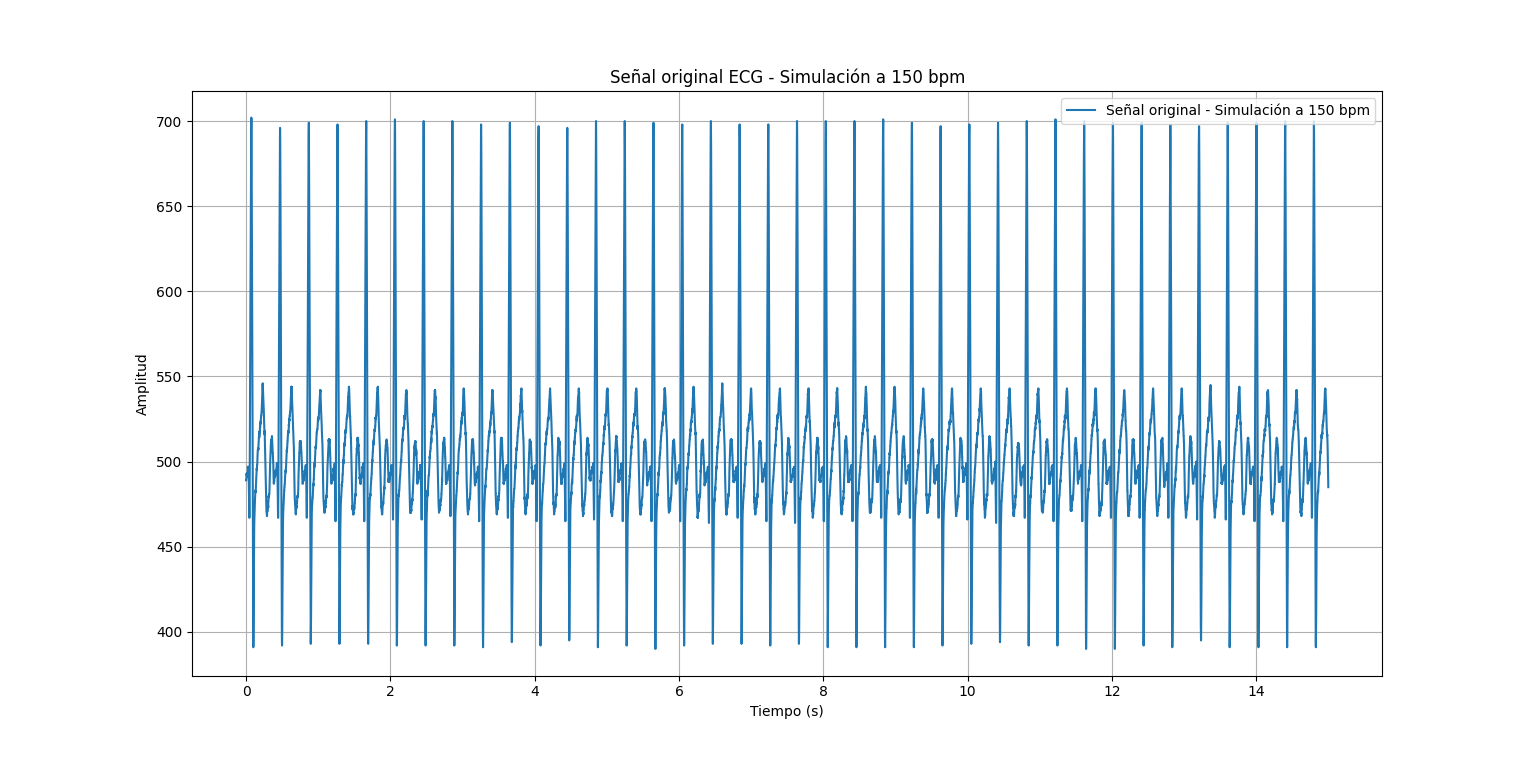 Señal original ECG - Simulación a 150 bpm
Señal original - Simulación a 150 bpm
700
650
600
550
500
450
400
Amplitud
0 2 4 6 8 10 12 14
Tiempo (s)